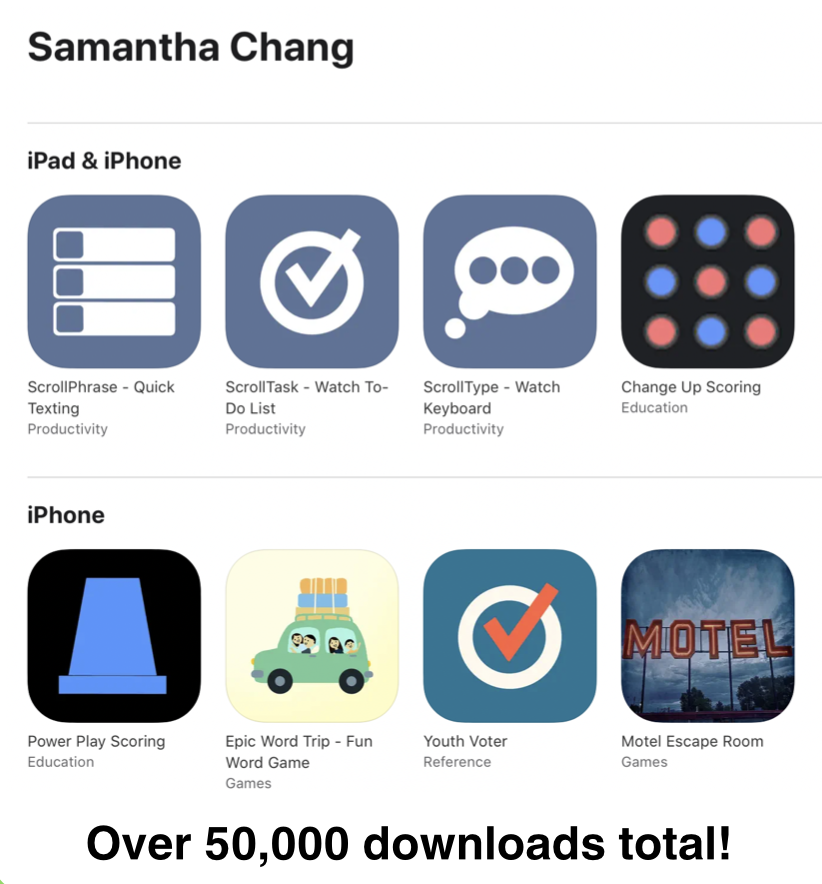 Samantha Chang
iPad & iPhone
ScrollPhrase - Quick
Texting
Productivity
ScrollTask - Watch To-
Do List
Productivity
ScrollType - Watch
Keyboard
Productivity
Change Up Scoring
Education
iPhone
MOTEL
Power Play Scoring
Education
Epic Word Trip - Fun
Word Game
Games
Youth Voter
Reference
Motel Escape Room
Games
Over 50,000 downloads total!